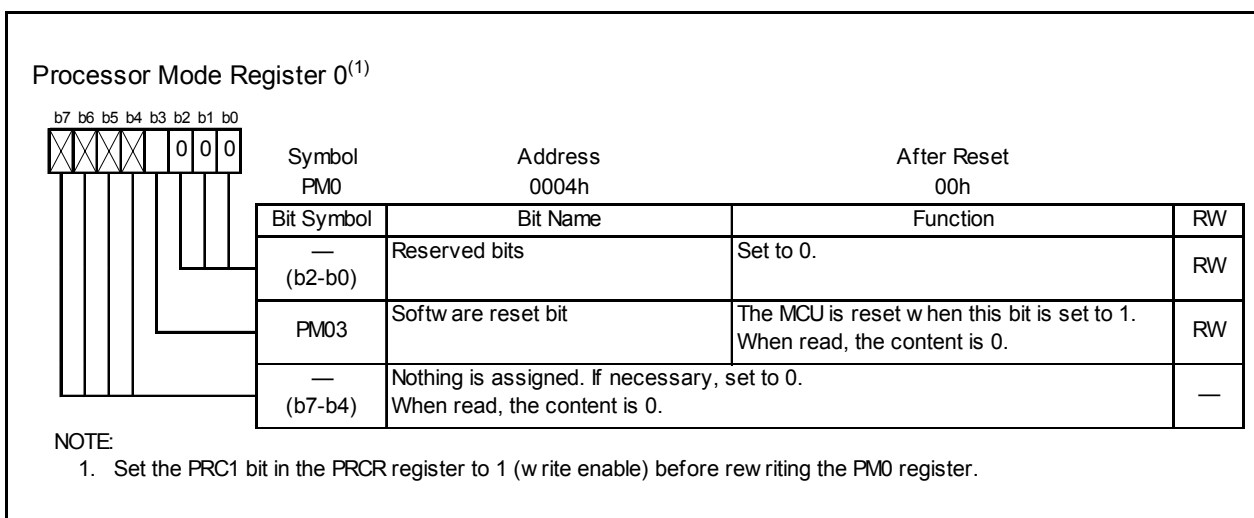 Processor Mode Register 0(1)
b7 b6 b5 b4 b3 b2 b1 b0
0 0 0
Symbol Address After Reset
PM0 0004h 00h
Bit Symbol Bit Name Function RW
— (b2-b0) Reserved bits Set to 0. RW
PM03 Software reset bit The MCU is reset when this bit is set to 1.
When read, the content is 0. RW
— (b7-b4) Nothing is assigned. If necessary, set to 0.
When read, the content is 0. —
NOTE:
1. Set the PRC1 bit in the PRCR register to 1 (write enable) before rewriting the PM0 register.